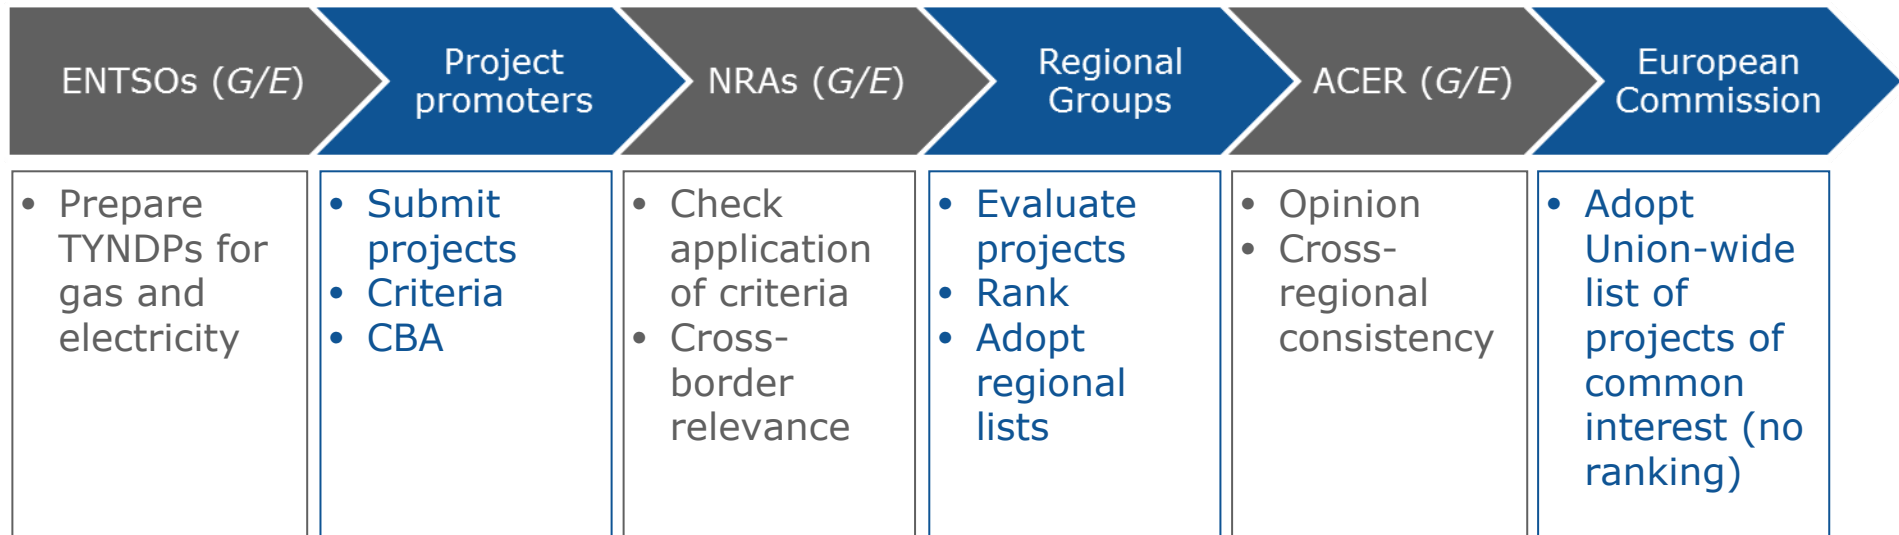 ENTSOs (G/E)
Project
promoters
NRAs (G/E)
Regional
Groups
ACER (G/E)
European
Commission
• Prepare
TYNDPs for
gas and
electricity
• Submit
projects
• Criteria
• CBA
• Check
application
of criteria
• Cross-
border
relevance
• Evaluate
projects
• Rank
• Adopt
regional
lists
• Opinion
• Cross-
regional
consistency
• Adopt
Union-wide
list of
projects of
common
interest (no
ranking)